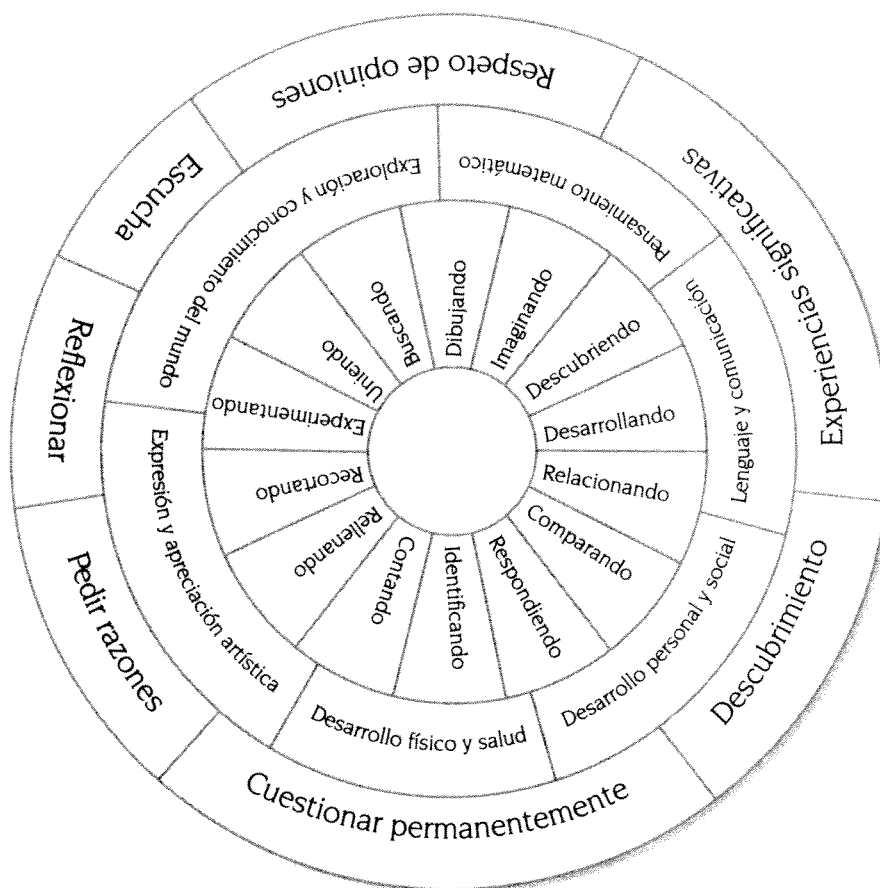 Respeto de opiniones
Experiencias significativas
Descubrimiento
Cuestionar permanentemente
Pedir razones
Reflexionar
Escucha
Exploración y conocimiento del mundo
Pensamiento matemático
Lenguaje y comunicación
Desarrollo personal y social
Desarrollo físico y salud
Expresión y apreciación artística
Dibujando
Imaginando
Descubriendo
Desarrollando
Relacionando
Comparando
Respondiendo
Identificando
Contando
Rellenando
Recortando
Experimentando
Uniendo
Buscando